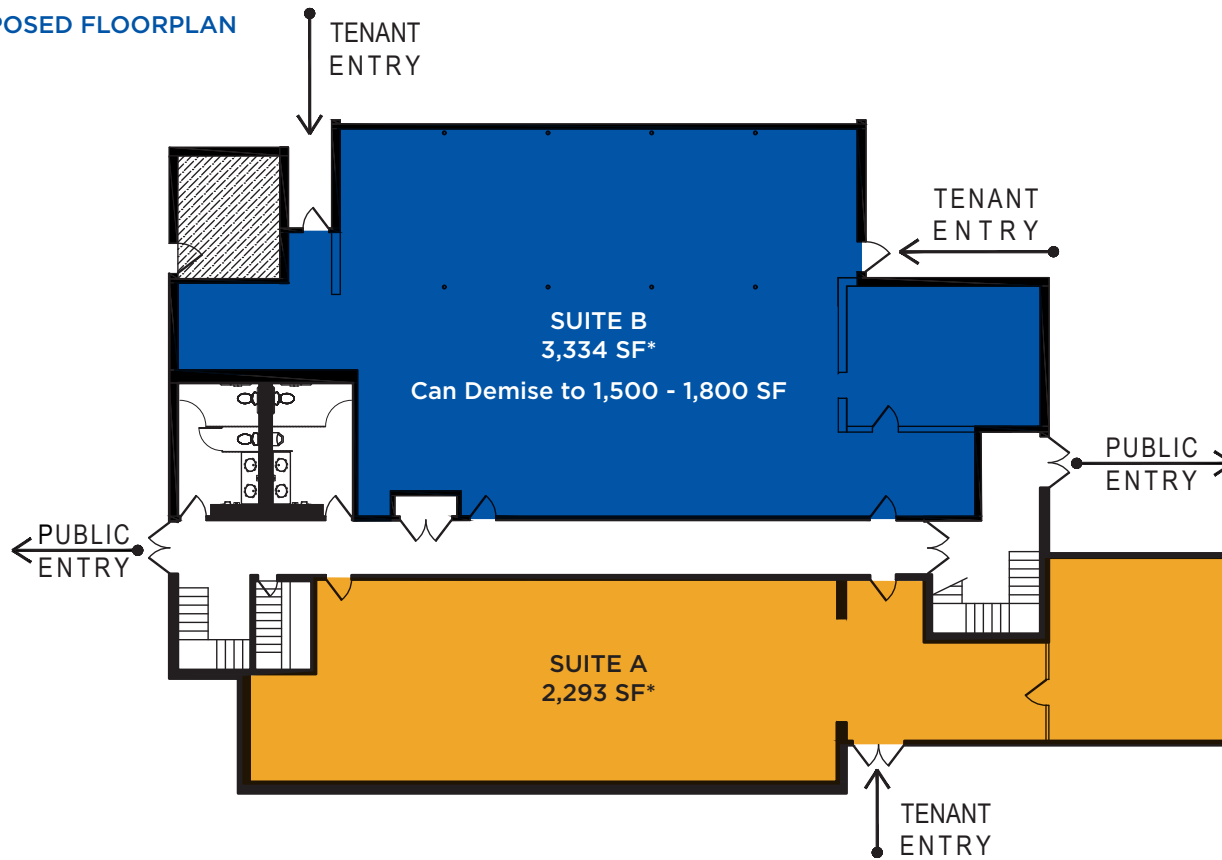 POSED FLOORPLAN
TENANT
ENTRY
TENANT
ENTRY
SUITE B
3,334 SF*
Can Demise to 1,500 - 1,800 SF
PUBLIC
ENTRY
PUBLIC
ENTRY
SUITE A
2,293 SF*
TENANT
ENTRY